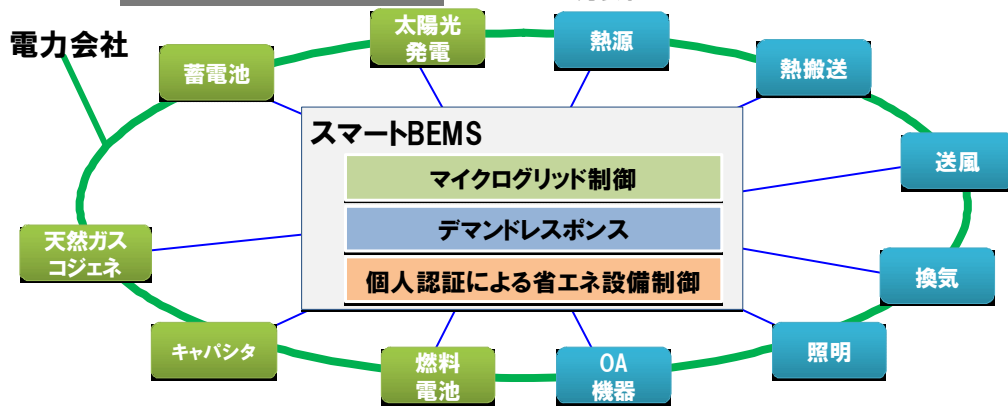 電力会社
蓄電池
太陽光
発電
熱源
熱搬送
送風
換気
照明
OA
機器
燃料
電池
キャパシタ
天然ガス
コジェネ
スマートBEMS
マイクログリッド制御
デマンドレスポンス
個人認証による省エネ設備制御